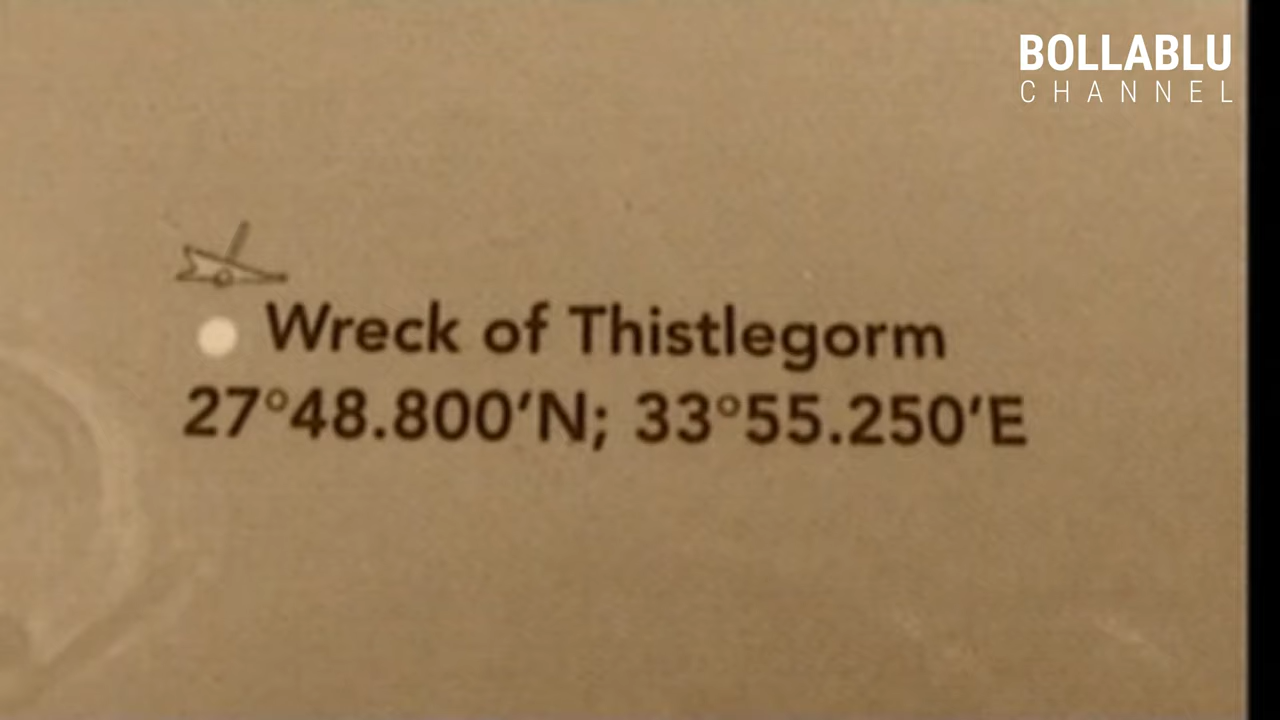 BOLLABLU
CHANNEL
Wreck of Thistlegorm
27°48.800’N; 33°55.250’E